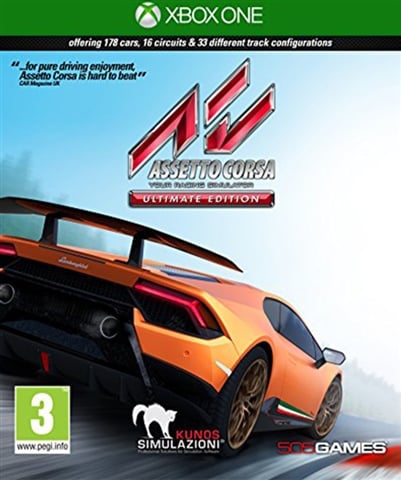 XBOX ONE
offering 178 cars, 16 circuits & 33 different track configurations
"...for pure driving enjoyment,
Assetto Corsa is hard to beat"
CAR Magazine UK
ASSETTO CORSA
YOUR RACING SIMULATOR
ULTIMATE EDITION
Lamborghini
3
www.pegi.info
KUNOS
SIMULAZIONI
Professional Solutions for Simulation Software
505 GAMES